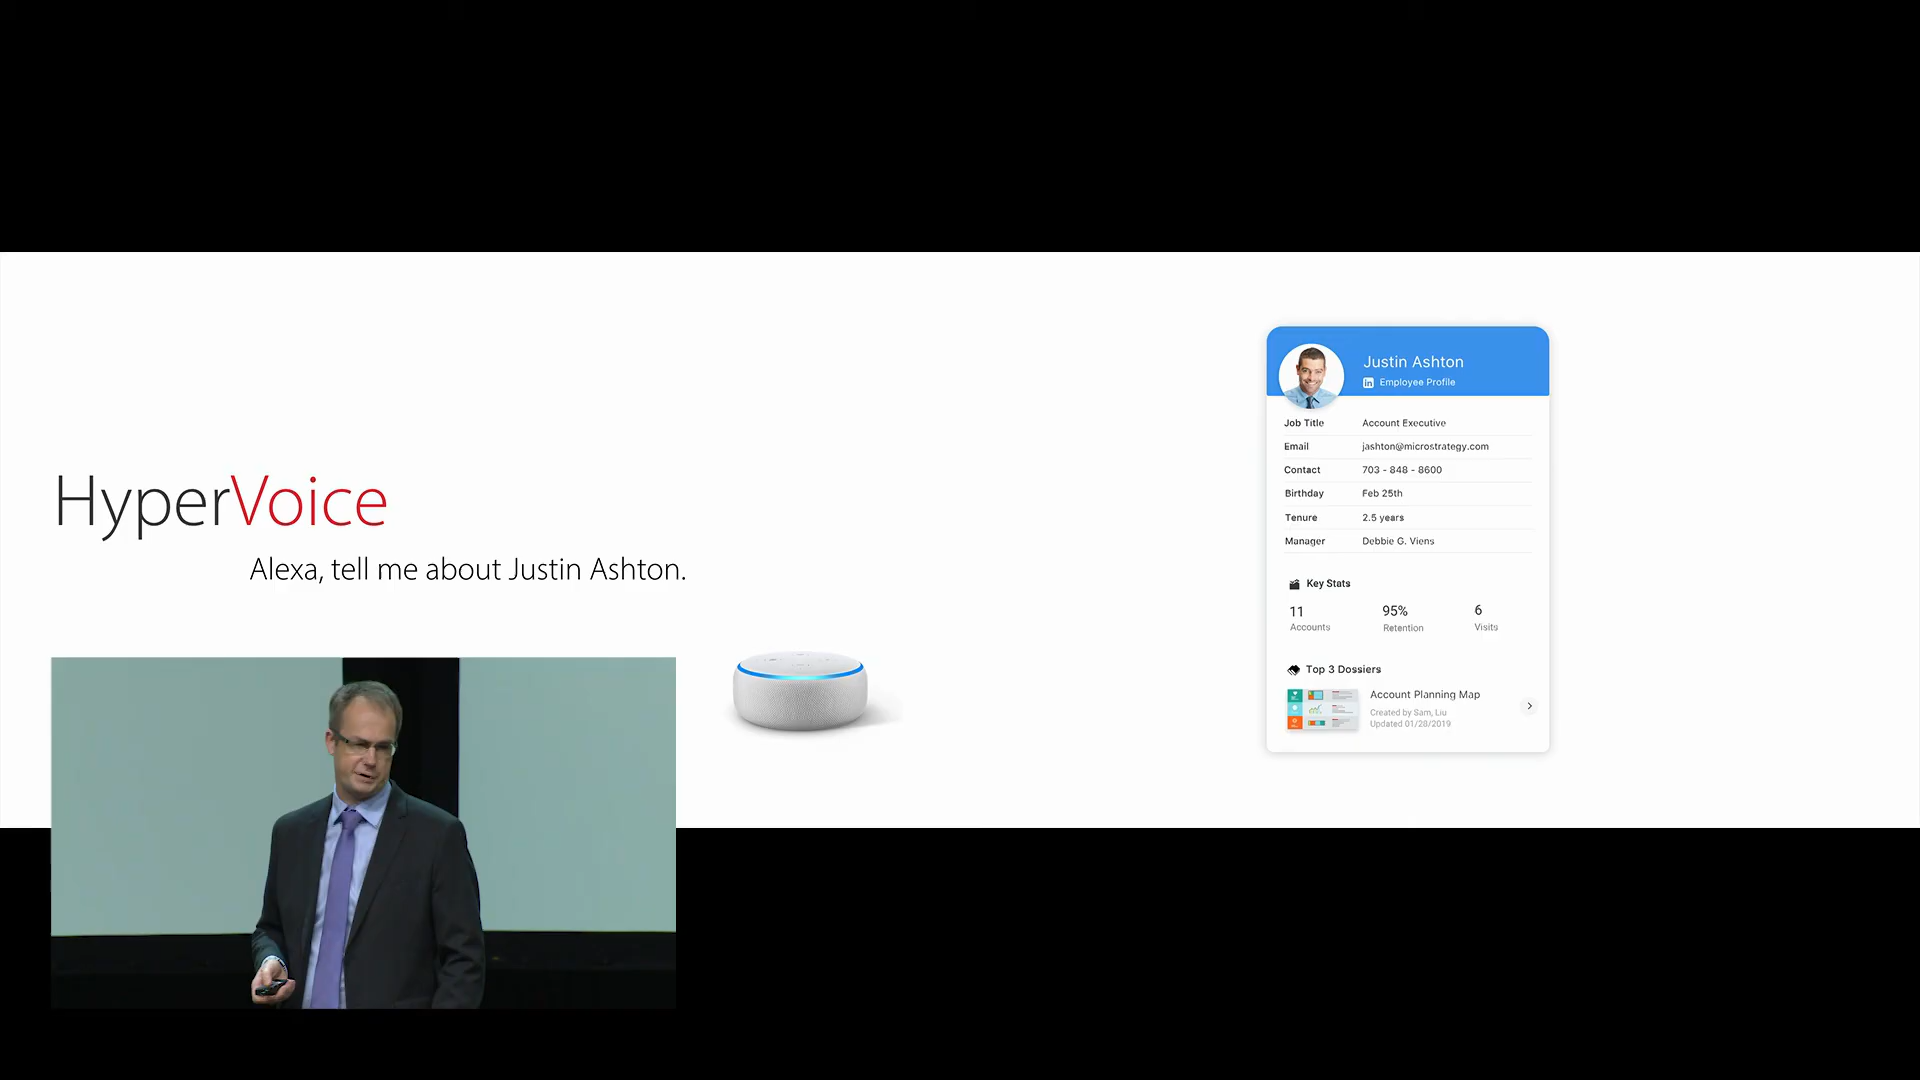 HyperVoice
Alexa, tell me about Justin Ashton.
Justin Ashton
in Employee Profile
Job Title Account Executive
Email jashton@microstrategy.com
Contact 703 - 848 - 8600
Birthday Feb 25th
Tenure 2.5 years
Manager Debbie G. Viens
Key Stats
11 95% 6
Accounts Retention Visits
Top 3 Dossiers
Account Planning Map
Created by Sam, Liu
Updated 01/28/2019